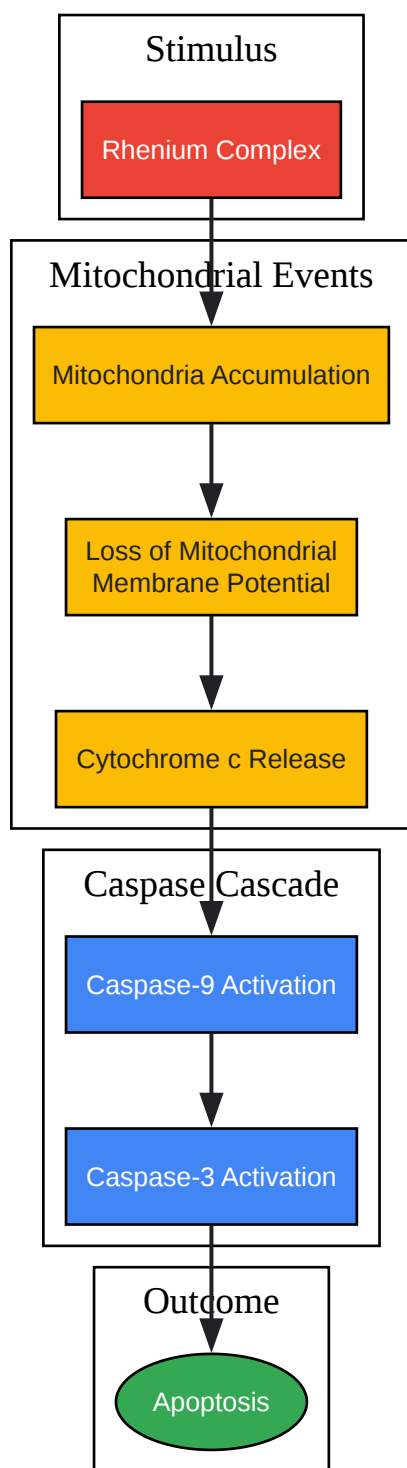 Stimulus
Rhenium Complex
Mitochondrial Events
Mitochondria Accumulation
Loss of Mitochondrial
Membrane Potential
Cytochrome c Release
Caspase Cascade
Caspase-9 Activation
Caspase-3 Activation
Outcome
Apoptosis